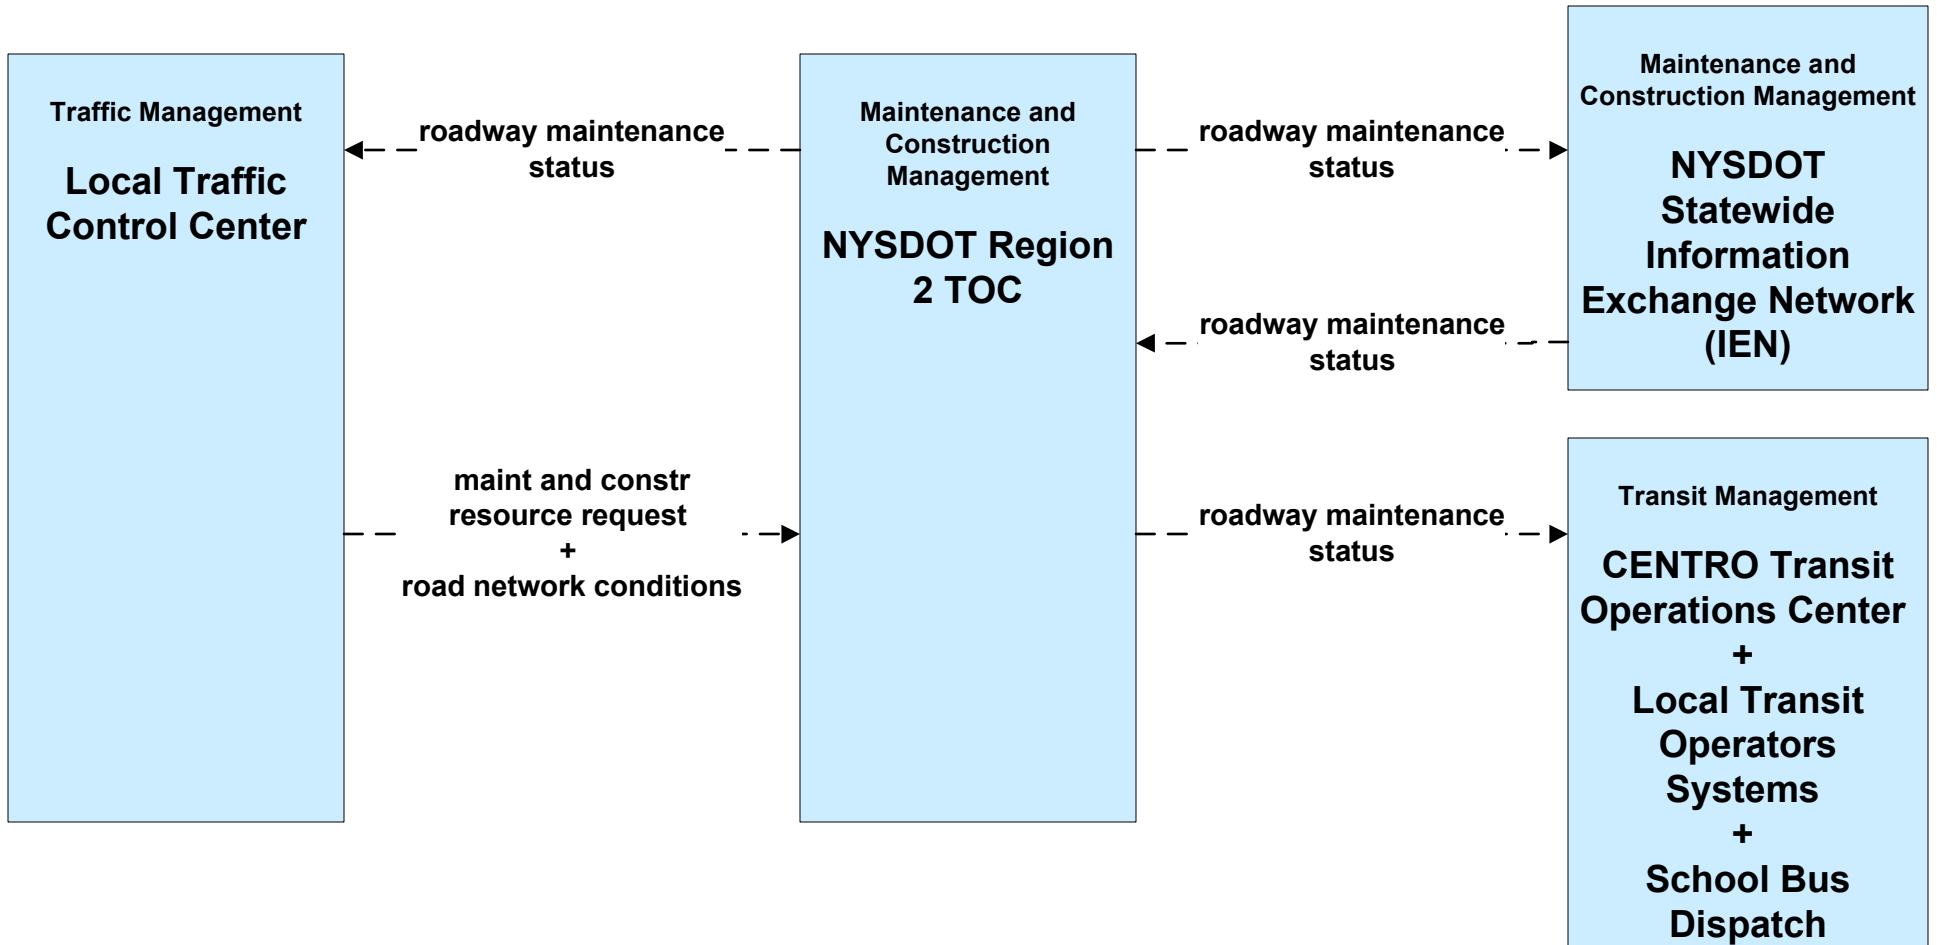 Traffic Management
Local Traffic
Control Center
roadway maintenance
status
maint and constr
resource request
+
road network conditions
Maintenance and
Construction
Management
NYSDOT Region
2 TOC
roadway maintenance
status
roadway maintenance
status
roadway maintenance
status
Maintenance and
Construction Management
NYSDOT
Statewide
Information
Exchange Network
(IEN)
Transit Management
CENTRO Transit
Operations Center
+
Local Transit
Operators
Systems
+
School Bus
Dispatch